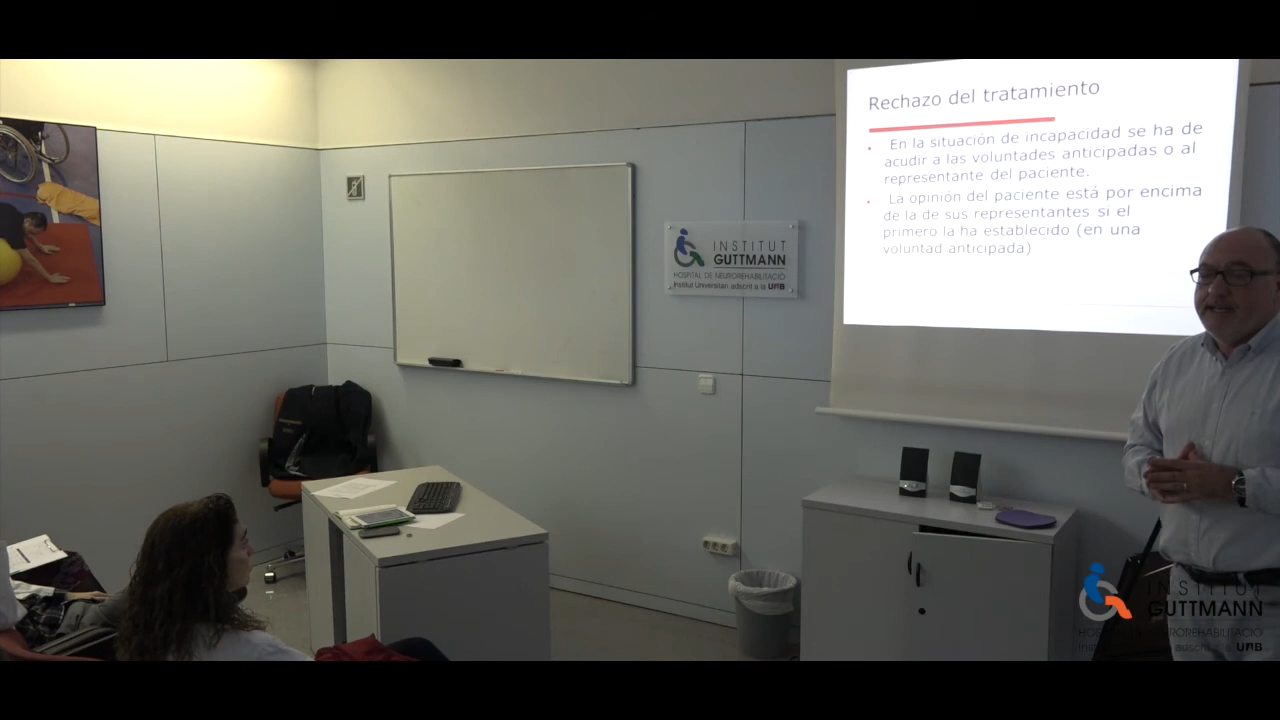 Rechazo del tratamiento
En la situación de incapacidad se ha de
acudir a las voluntades anticipadas o al
representante del paciente.
La opinión del paciente está por encima
de la de sus representantes si el
primero la ha establecido (en una
voluntad anticipada)
INSTITUT
GUTTMANN
HOSPITAL DE NEUROREHABILITACIÓ
Institut Universitari adscrit a la UAB
INSTITUT
GUTTMANN
UAB